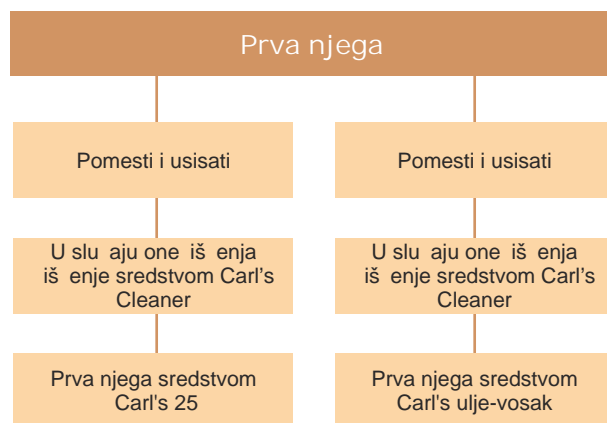 Prva njega
Pomesti i usisati
U slu aju one iš enja
iš enje sredstvom Carl's
Cleaner
Prva njega sredstvom
Carl's 25
Pomesti i usisati
U slu aju one iš enja
iš enje sredstvom Carl's
Cleaner
Prva njega sredstvom
Carl's ulje-vosak